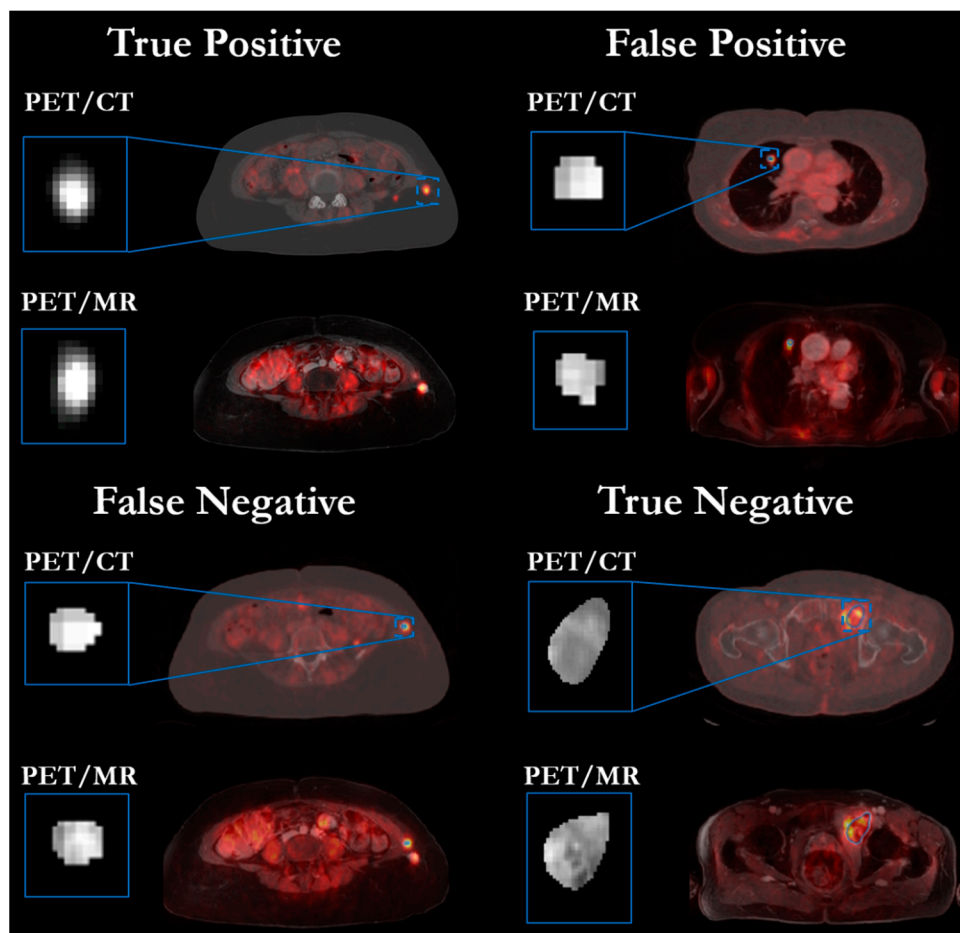 True Positive
PET/CT
PET/MR
False Positive
PET/CT
PET/MR
False Negative
PET/CT
PET/MR
True Negative
PET/CT
PET/MR